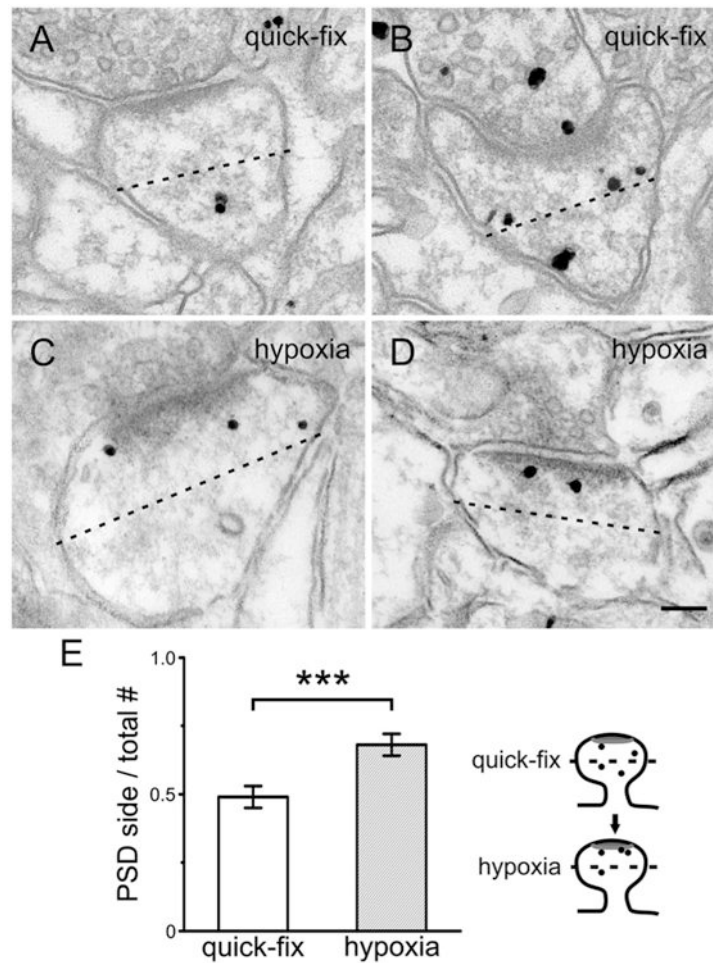 A quick-fix
B quick-fix
C hypoxia
D hypoxia
E
PSD side / total #
1.0
0.5
0
***
quick-fix
hypoxia
quick-fix
hypoxia